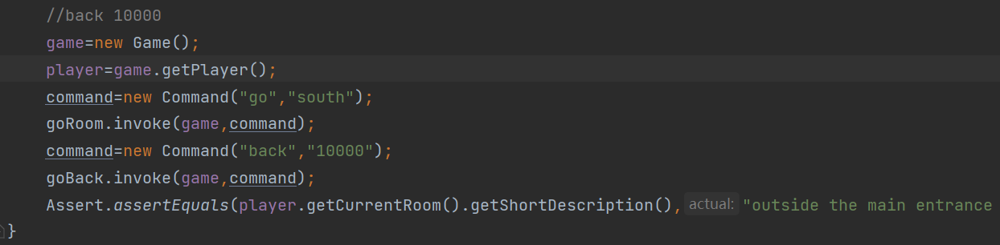 //back 10000
game=new Game();
player=game.getPlayer();
command=new Command("go","south");
goRoom.invoke(game,command);
command=new Command("back","10000");
goBack.invoke(game,command);
Assert.assertEquals(player.getCurrentRoom().getShortDescription(), actual: "outside the main entrance
}